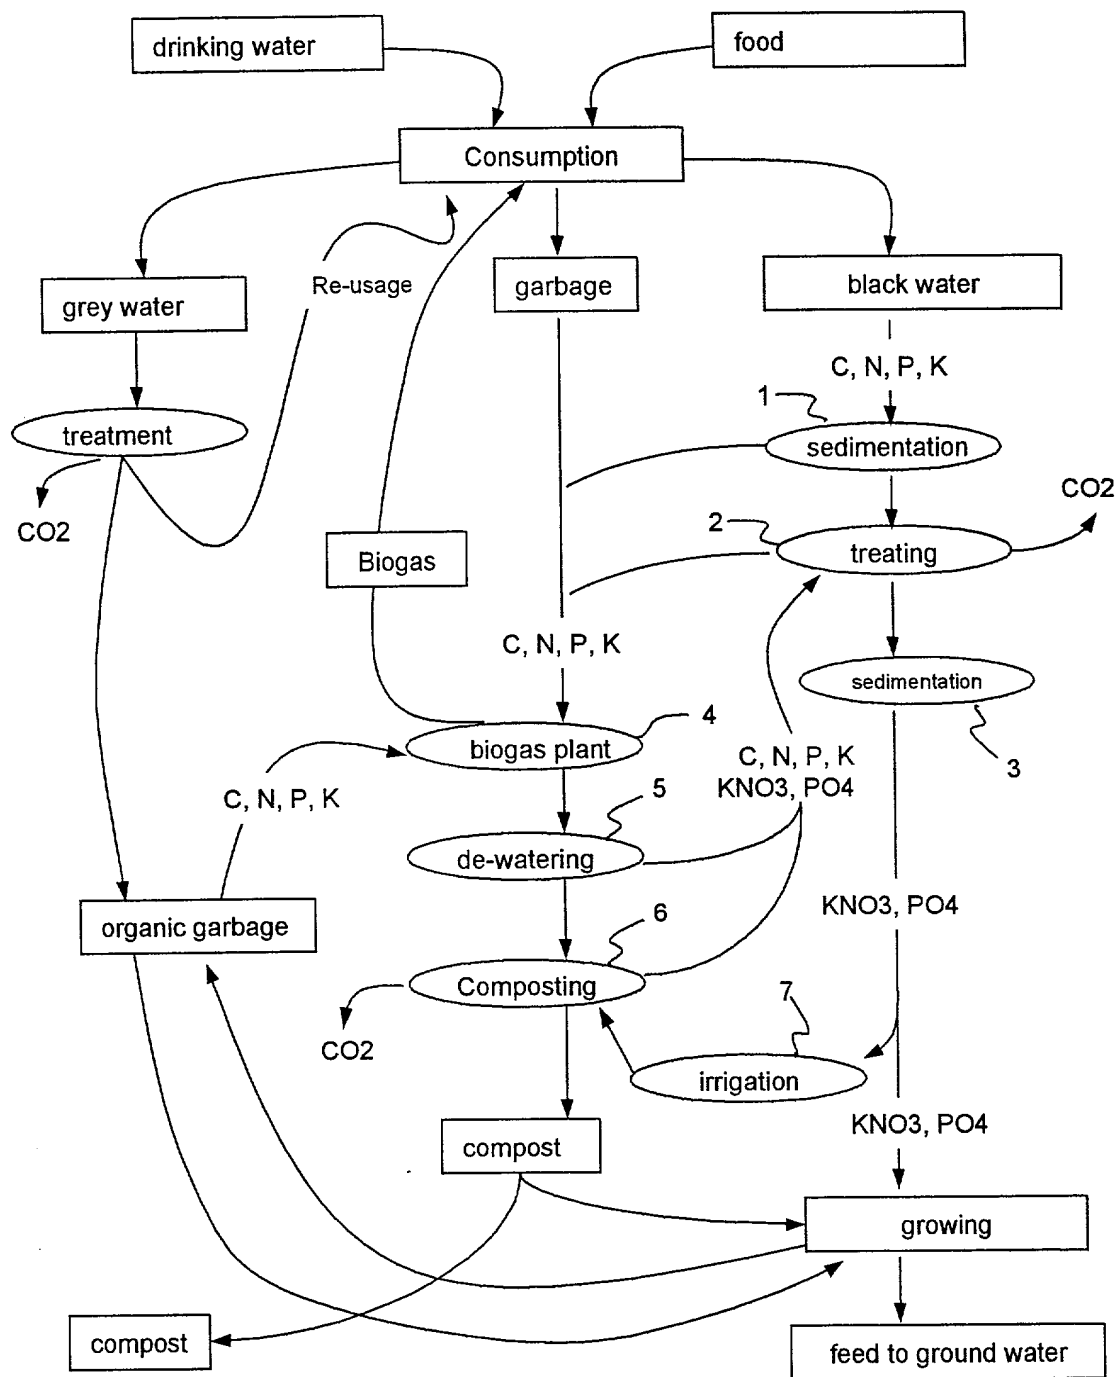 drinking water
food
Consumption
Re-usage
grey water
garbage
black water
C, N, P, K
1
treatment
sedimentation
CO2
CO2
2
Biogas
treating
C, N, P, K
sedimentation
4
biogas plant
C, N, P, K
KNO3, PO4
3
C, N, P, K
5
de-watering
KNO3, PO4
6
organic garbage
Composting
7
CO2
irrigation
KNO3, PO4
compost
growing
compost
feed to ground water